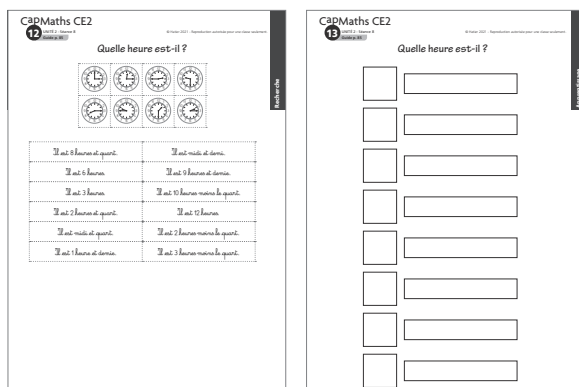 CapMaths CE2
12
UNITÉ 2 - Séance 8
Guide p. 80
© Hatier 2021 - Reproduction autorisée pour une classe seulement.
Quelle heure est-il ?
Recherche
Il est 8 heures et quart.
Il est midi et demi.
Il est 6 heures.
Il est 9 heures et demie.
Il est 3 heures.
Il est 10 heures moins le quart.
Il est 2 heures et quart.
Il est 12 heures.
Il est midi et quart.
Il est 2 heures moins le quart.
Il est 1 heure et demie.
Il est 3 heures moins le quart.
CapMaths CE2
13
UNITÉ 2 - Séance 8
© Hatier 2021 - Reproduction autorisée pour une classe seulement.
Quelle heure est-il ?